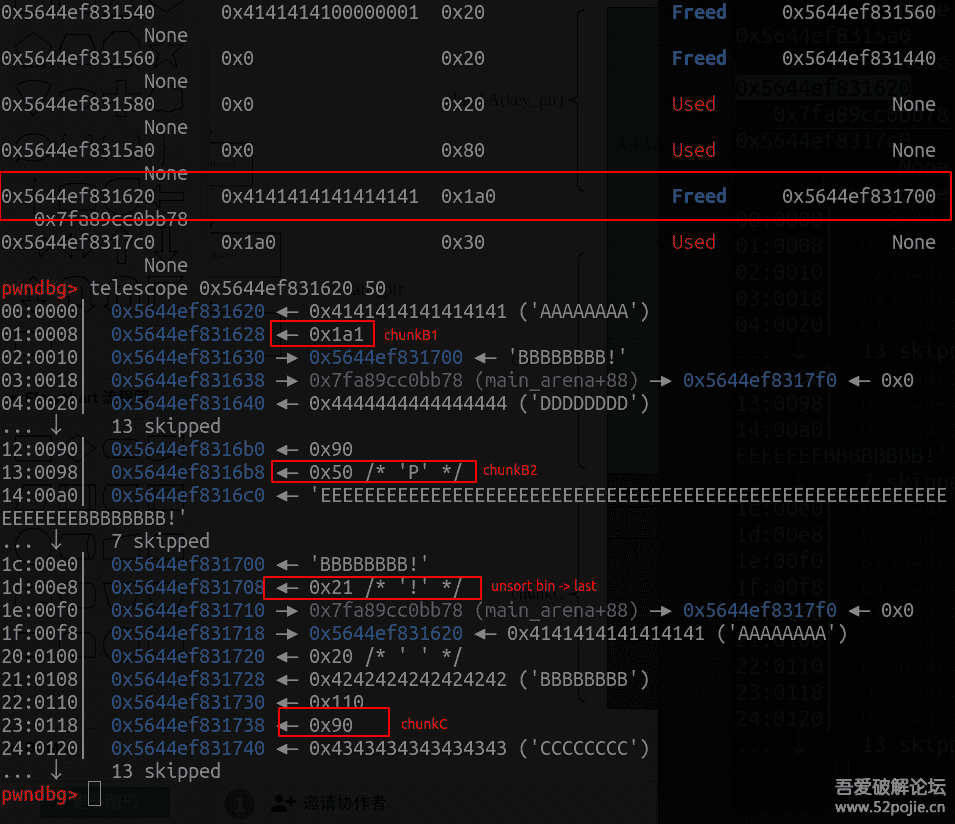 0x5644ef831540 0x4141414100000001 0x20 Freed 0x5644ef831560
None
0x5644ef831560 0x0 0x20 Freed 0x5644ef831440
None
0x5644ef831580 0x0 0x20 Used None
None
0x5644ef8315a0 0x0 0x80 Used None
None
0x5644ef831620 0x4141414141414141 0x1a0 Freed 0x5644ef831700
0x7fa89cc0bb78
0x5644ef8317c0 0x1a0 0x30 Used None
None
pwndbg> telescope 0x5644ef831620 50
00:0000│ 0x5644ef831620 ◂— 0x4141414141414141 ('AAAAAAAA')
01:0008│ 0x5644ef831628 ◂— 0x1a1 chunkB1
02:0010│ 0x5644ef831630 —▸ 0x5644ef831700 ◂— 'BBBBBBBB!'
03:0018│ 0x5644ef831638 —▸ 0x7fa89cc0bb78 (main_arena+88) —▸ 0x5644ef8317f0 ◂— 0x0
04:0020│ 0x5644ef831640 ◂— 0x4444444444444444 ('DDDDDDDD')
... ↓ 13 skipped
12:0090│ 0x5644ef8316b0 ◂— 0x90
13:0098│ 0x5644ef8316b8 ◂— 0x50 /* 'P' */ chunkB2
14:00a0│ 0x5644ef8316c0 ◂— 'EEEEEEEEEEEEEEEEEEEEEEEEEEEEEEEEEEEEEEEEEEEEEEEEEEEEEEEEE
EEEEEEEBBBBBBBB!'
... ↓ 7 skipped
1c:00e0│ 0x5644ef831700 ◂— 'BBBBBBBB!'
1d:00e8│ 0x5644ef831708 ◂— 0x21 /* '!' */ unsort bin -> last
1e:00f0│ 0x5644ef831710 —▸ 0x7fa89cc0bb78 (main_arena+88) —▸ 0x5644ef8317f0 ◂— 0x0
1f:00f8│ 0x5644ef831718 —▸ 0x5644ef831620 ◂— 0x4141414141414141 ('AAAAAAAA')
20:0100│ 0x5644ef831720 ◂— 0x20 /* ' ' */
21:0108│ 0x5644ef831728 ◂— 0x4242424242424242 ('BBBBBBBB')
22:0110│ 0x5644ef831730 ◂— 0x110
23:0118│ 0x5644ef831738 ◂— 0x90 chunkC
24:0120│ 0x5644ef831740 ◂— 0x4343434343434343 ('CCCCCCCC')
... ↓ 13 skipped
pwndbg>
邀请协作者
吾爱破解论坛
www.52pojie.cn